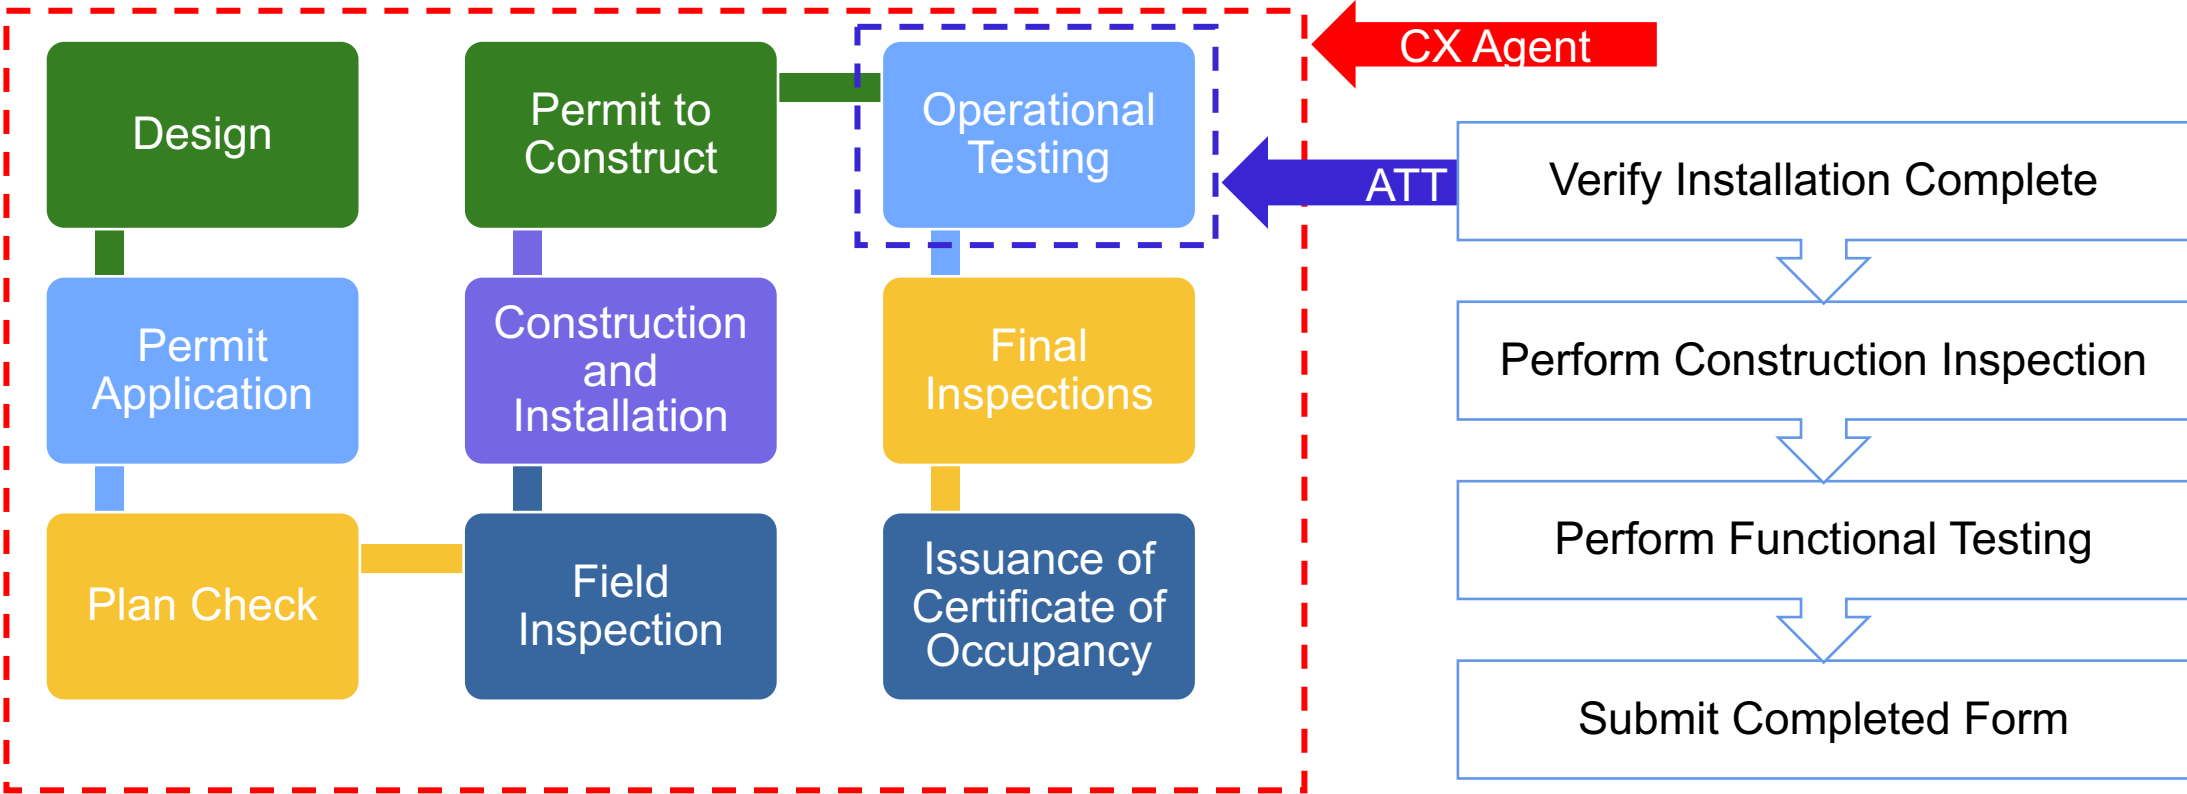 Design
Permit
Application
Plan Check
Permit to
Construct
Construction
and
Installation
Field
Inspection
Operational
Testing
Final
Inspections
Issuance of
Certificate of
Occupancy
CX Agent
ATT
Verify Installation Complete
Perform Construction Inspection
Perform Functional Testing
Submit Completed Form